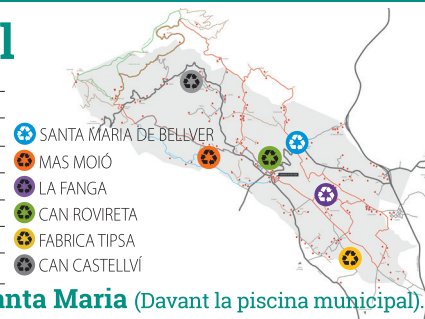 l
SANTA MARIA DE BELLVER
MAS MOIÓ
LA FANGA
CAN ROVIRETA
FABRICA TIPSA
CAN CASTELLVÍ
anta Maria (Davant la piscina municipal).